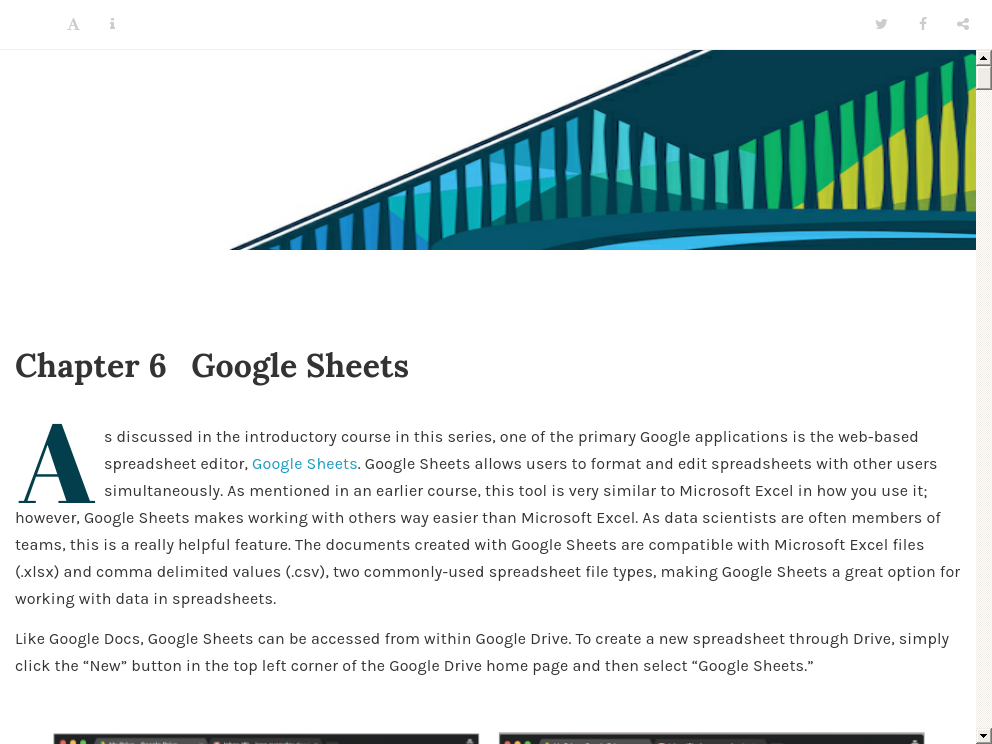 Chapter 6 Google Sheets
As discussed in the introductory course in this series, one of the primary Google applications is the web-based
spreadsheet editor, Google Sheets. Google Sheets allows users to format and edit spreadsheets with other users
simultaneously. As mentioned in an earlier course, this tool is very similar to Microsoft Excel in how you use it;
however, Google Sheets makes working with others way easier than Microsoft Excel. As data scientists are often members of
teams, this is a really helpful feature. The documents created with Google Sheets are compatible with Microsoft Excel files
(.xlsx) and comma delimited values (.csv), two commonly-used spreadsheet file types, making Google Sheets a great option for
working with data in spreadsheets.
Like Google Docs, Google Sheets can be accessed from within Google Drive. To create a new spreadsheet through Drive, simply
click the “New” button in the top left corner of the Google Drive home page and then select “Google Sheets.”